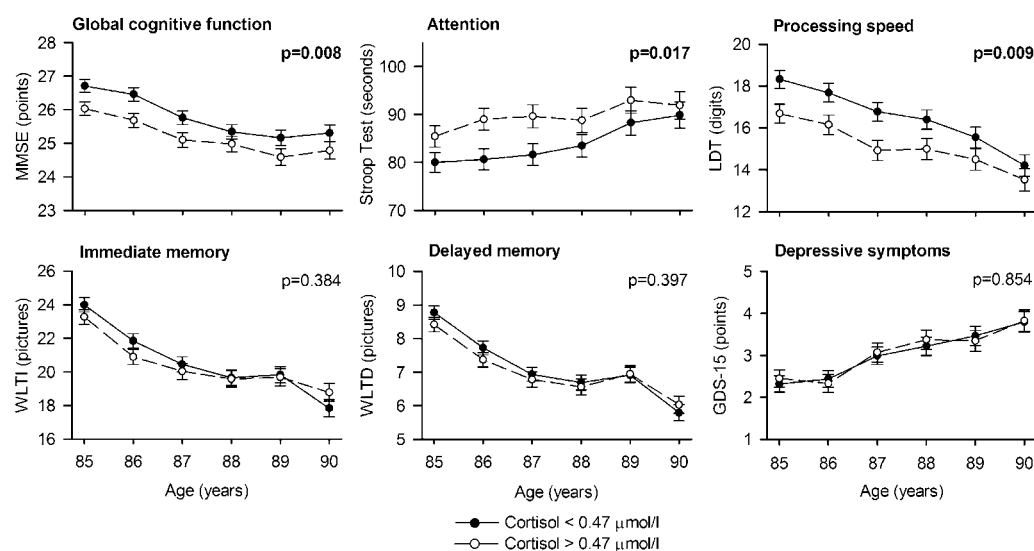 Global cognitive function
p=0.008
MMSE (points)
28
27
26
25
24
23
Attention
p=0.017
Stroop Test (seconds)
100
90
80
70
Processing speed
p=0.009
LDT (digits)
20
18
16
14
12
Immediate memory
p=0.384
WLTI (pictures)
26
24
22
20
18
16
85 86 87 88 89 90
Age (years)
Delayed memory
p=0.397
WLTD (pictures)
10
9
8
7
6
5
85 86 87 88 89 90
Age (years)
Depressive symptoms
p=0.854
GDS-15 (points)
5
4
3
2
1
85 86 87 88 89 90
Age (years)
Cortisol < 0.47 μmol/l
Cortisol > 0.47 μmol/l